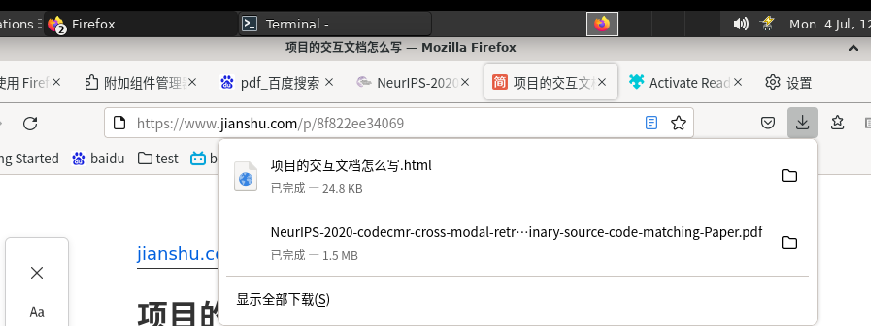 ations
2 Firefox
Terminal -
Mon 4 Jul, 12
项目的交互文档怎么写 — Mozilla Firefox
使用 Firef
附加组件管理
pdf_百度搜索
NeurIPS-2020
简 项目的交互文
Activate Read
设置
https://www.jianshu.com/p/8f822ee34069
ng Started
baidu
test
b
项目的交互文档怎么写.html
已完成 — 24.8 KB
NeurIPS-2020-codecmr-cross-modal-retr…inary-source-code-matching-Paper.pdf
已完成 — 1.5 MB
显示全部下载(S)
jianshu.c
项目的
Aa